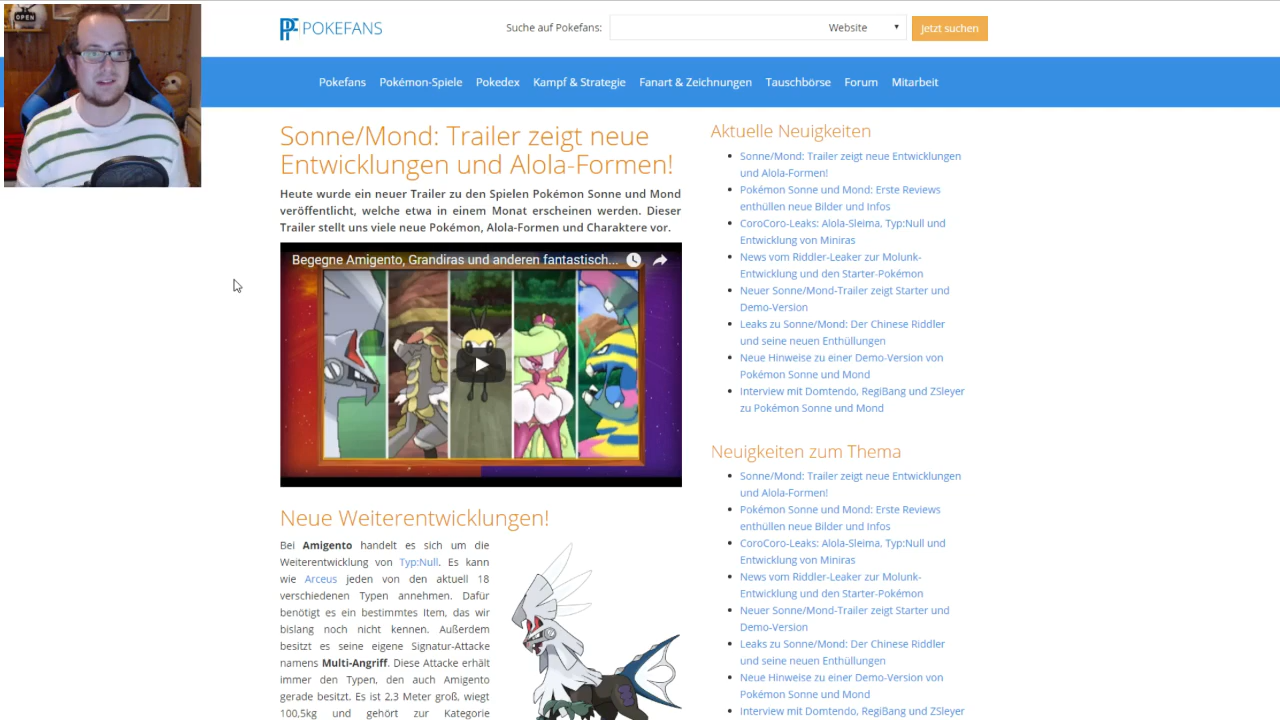 OPEN
PF POKEFANS
Suche auf Pokefans:
Website
Jetzt suchen
Pokefans Pokémon-Spiele Pokedex Kampf & Strategie Fanart & Zeichnungen Tauschbörse Forum Mitarbeit
Sonne/Mond: Trailer zeigt neue
Entwicklungen und Alola-Formen!
Heute wurde ein neuer Trailer zu den Spielen Pokémon Sonne und Mond
veröffentlicht, welche etwa in einem Monat erscheinen werden. Dieser
Trailer stellt uns viele neue Pokémon, Alola-Formen und Charaktere vor.
Begegne Amigento, Grandiras und anderen fantastisch...
Neue Weiterentwicklungen!
Bei Amigento handelt es sich um die
Weiterentwicklung von Typ:Null. Es kann
wie Arceus jeden von den aktuell 18
verschiedenen Typen annehmen. Dafür
benötigt es ein bestimmtes Item, das wir
bislang noch nicht kennen. Außerdem
besitzt es seine eigene Signatur-Attacke
namens Multi-Angriff. Diese Attacke erhält
immer den Typen, den auch Amigento
gerade besitzt. Es ist 2,3 Meter groß, wiegt
100,5kg und gehört zur Kategorie
Aktuelle Neuigkeiten
Sonne/Mond: Trailer zeigt neue Entwicklungen
und Alola-Formen!
Pokémon Sonne und Mond: Erste Reviews
enthüllen neue Bilder und Infos
CoroCoro-Leaks: Alola-Sleima, Typ:Null und
Entwicklung von Miniras
News vom Riddler-Leaker zur Molunk-
Entwicklung und den Starter-Pokémon
Neuer Sonne/Mond-Trailer zeigt Starter und
Demo-Version
Leaks zu Sonne/Mond: Der Chinese Riddler
und seine neuen Enthüllungen
Neue Hinweise zu einer Demo-Version von
Pokémon Sonne und Mond
Interview mit Domtendo, RegiBang und ZSleyer
zu Pokémon Sonne und Mond
Neuigkeiten zum Thema
Sonne/Mond: Trailer zeigt neue Entwicklungen
und Alola-Formen!
Pokémon Sonne und Mond: Erste Reviews
enthüllen neue Bilder und Infos
CoroCoro-Leaks: Alola-Sleima, Typ:Null und
Entwicklung von Miniras
News vom Riddler-Leaker zur Molunk-
Entwicklung und den Starter-Pokémon
Neuer Sonne/Mond-Trailer zeigt Starter und
Demo-Version
Leaks zu Sonne/Mond: Der Chinese Riddler
und seine neuen Enthüllungen
Neue Hinweise zu einer Demo-Version von
Pokémon Sonne und Mond
Interview mit Domtendo, RegiBang und ZSleyer